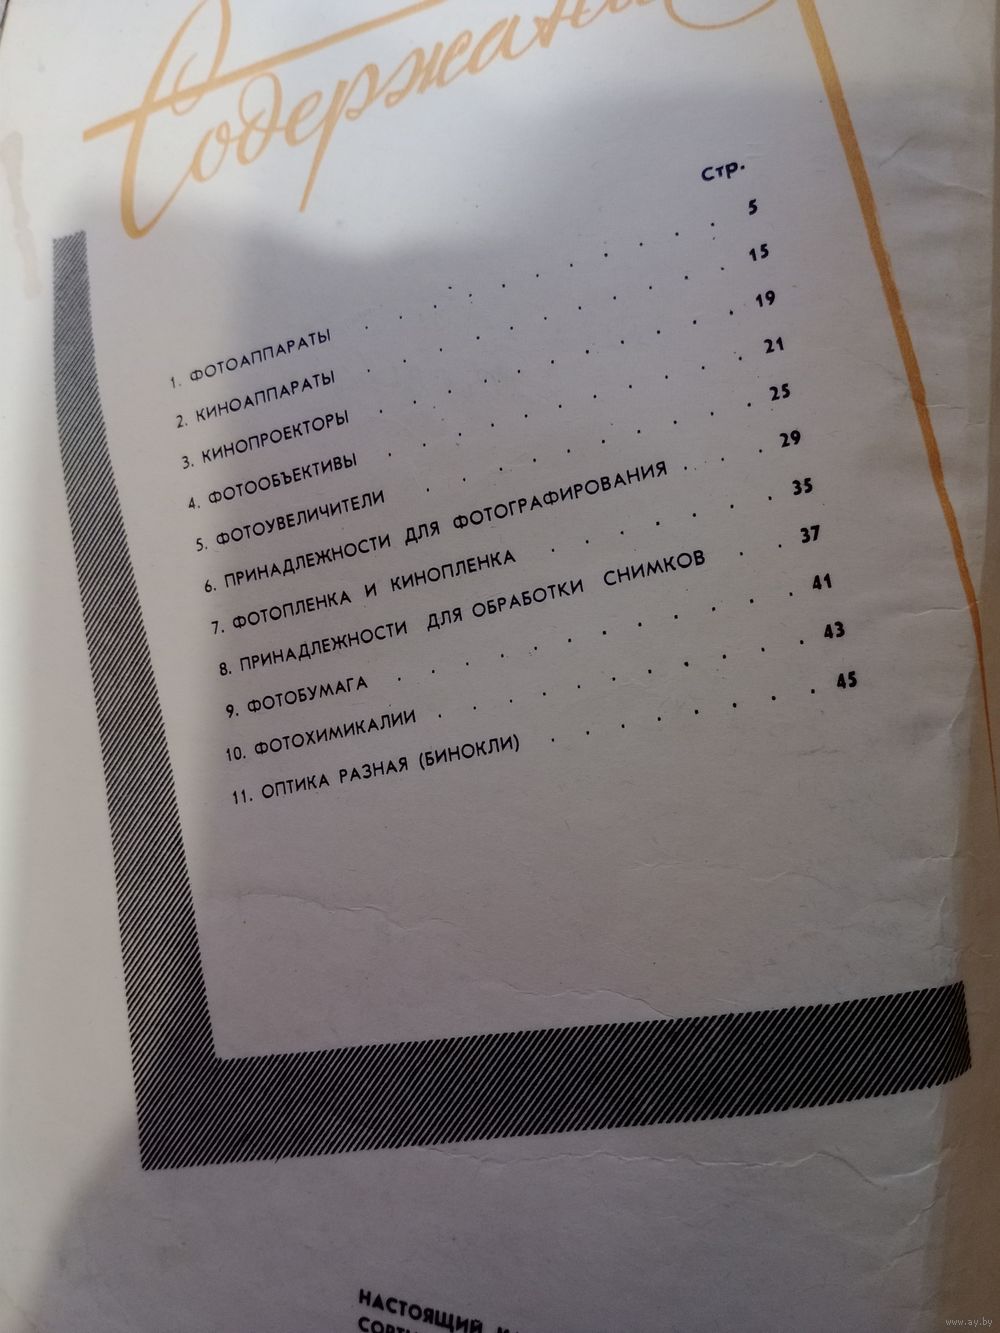 Содержание
Стр.
1. ФОТОАППАРАТЫ . . . . . . . . . . 5
2. КИНОАППАРАТЫ . . . . . . . . . . 15
3. КИНОПРОЕКТОРЫ . . . . . . . . . . 19
4. ФОТООБЪЕКТИВЫ . . . . . . . . . . 21
5. ФОТОУВЕЛИЧИТЕЛИ . . . . . . . . . 25
6. ПРИНАДЛЕЖНОСТИ ДЛЯ ФОТОГРАФИРОВАНИЯ . . . 29
7. ФОТОПЛЕНКА И КИНОПЛЕНКА . . . . . . . 35
8. ПРИНАДЛЕЖНОСТИ ДЛЯ ОБРАБОТКИ СНИМКОВ . . 37
9. ФОТОБУМАГА . . . . . . . . . . . . 41
10. ФОТОХИМИКАЛИИ . . . . . . . . . . . 43
11. ОПТИКА РАЗНАЯ (БИНОКЛИ) . . . . . . . . 45
НАСТОЯЩИЙ
www.ay.by